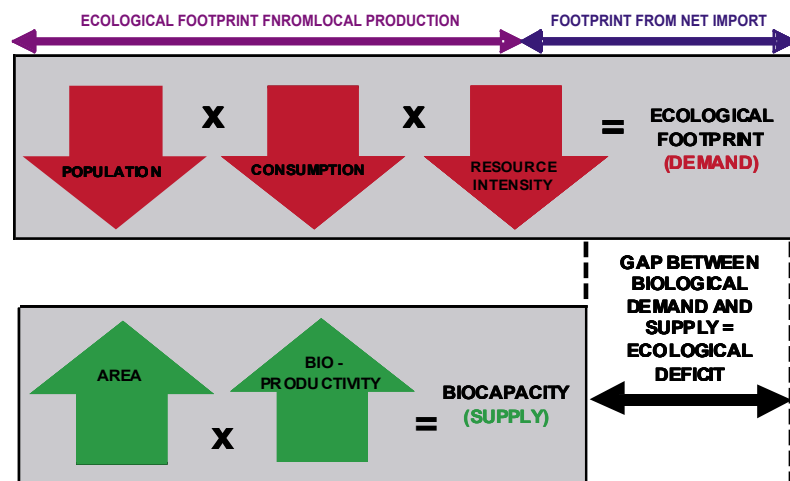 ECOLOGICAL FOOTPRINT FNROMLOCAL PRODUCTION
FOOTPRINT FROM NET IMPORT
POPULATION
X
CONSUMPTION
X
RESOURCE
INTENSITY
=
ECOLOGICAL
FOOTPRINT
(DEMAND)
GAP BETWEEN
BIOLOGICAL
DEMAND AND
SUPPLY =
ECOLOGICAL
DEFICIT
AREA
X
BIO -
PRODUCTIVITY
=
BIOCAPACITY
(SUPPLY)